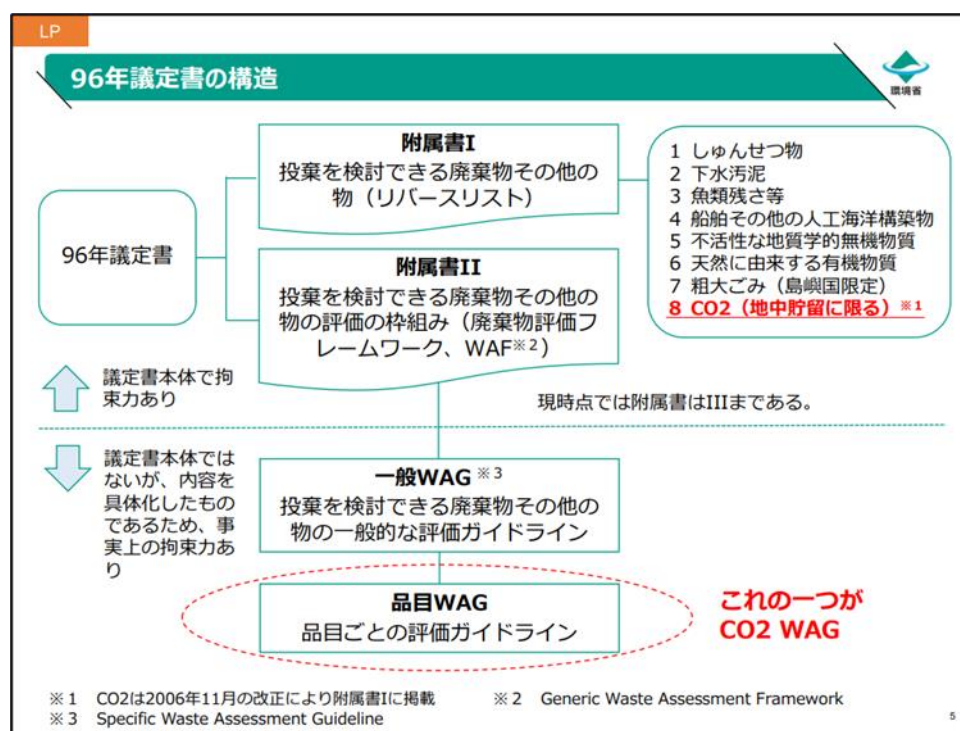 LP
96年議定書の構造
環境省
96年議定書
附属書I
投棄を検討できる廃棄物その他の
物（リバースリスト）
1 しゅんせつ物
2 下水汚泥
3 魚類残さ等
4 船舶その他の人工海洋構築物
5 不活性な地質学的無機物質
6 天然に由来する有機物質
7 粗大ごみ（島嶼国限定）
8 CO2（地中貯留に限る）※1
附属書II
投棄を検討できる廃棄物その他の
物の評価の枠組み（廃棄物評価フ
レームワーク、WAF※2）
議定書本体で拘
束力あり
現時点では附属書はIIIまである。
議定書本体では
ないが、内容を
具体化したもの
であるため、事
実上の拘束力あ
り
一般WAG ※3
投棄を検討できる廃棄物その他の
物の一般的な評価ガイドライン
品目WAG
品目ごとの評価ガイドライン
これの一つが
CO2 WAG
※1 CO2は2006年11月の改正により附属書Iに掲載
※2 Generic Waste Assessment Framework
※3 Specific Waste Assessment Guideline
5